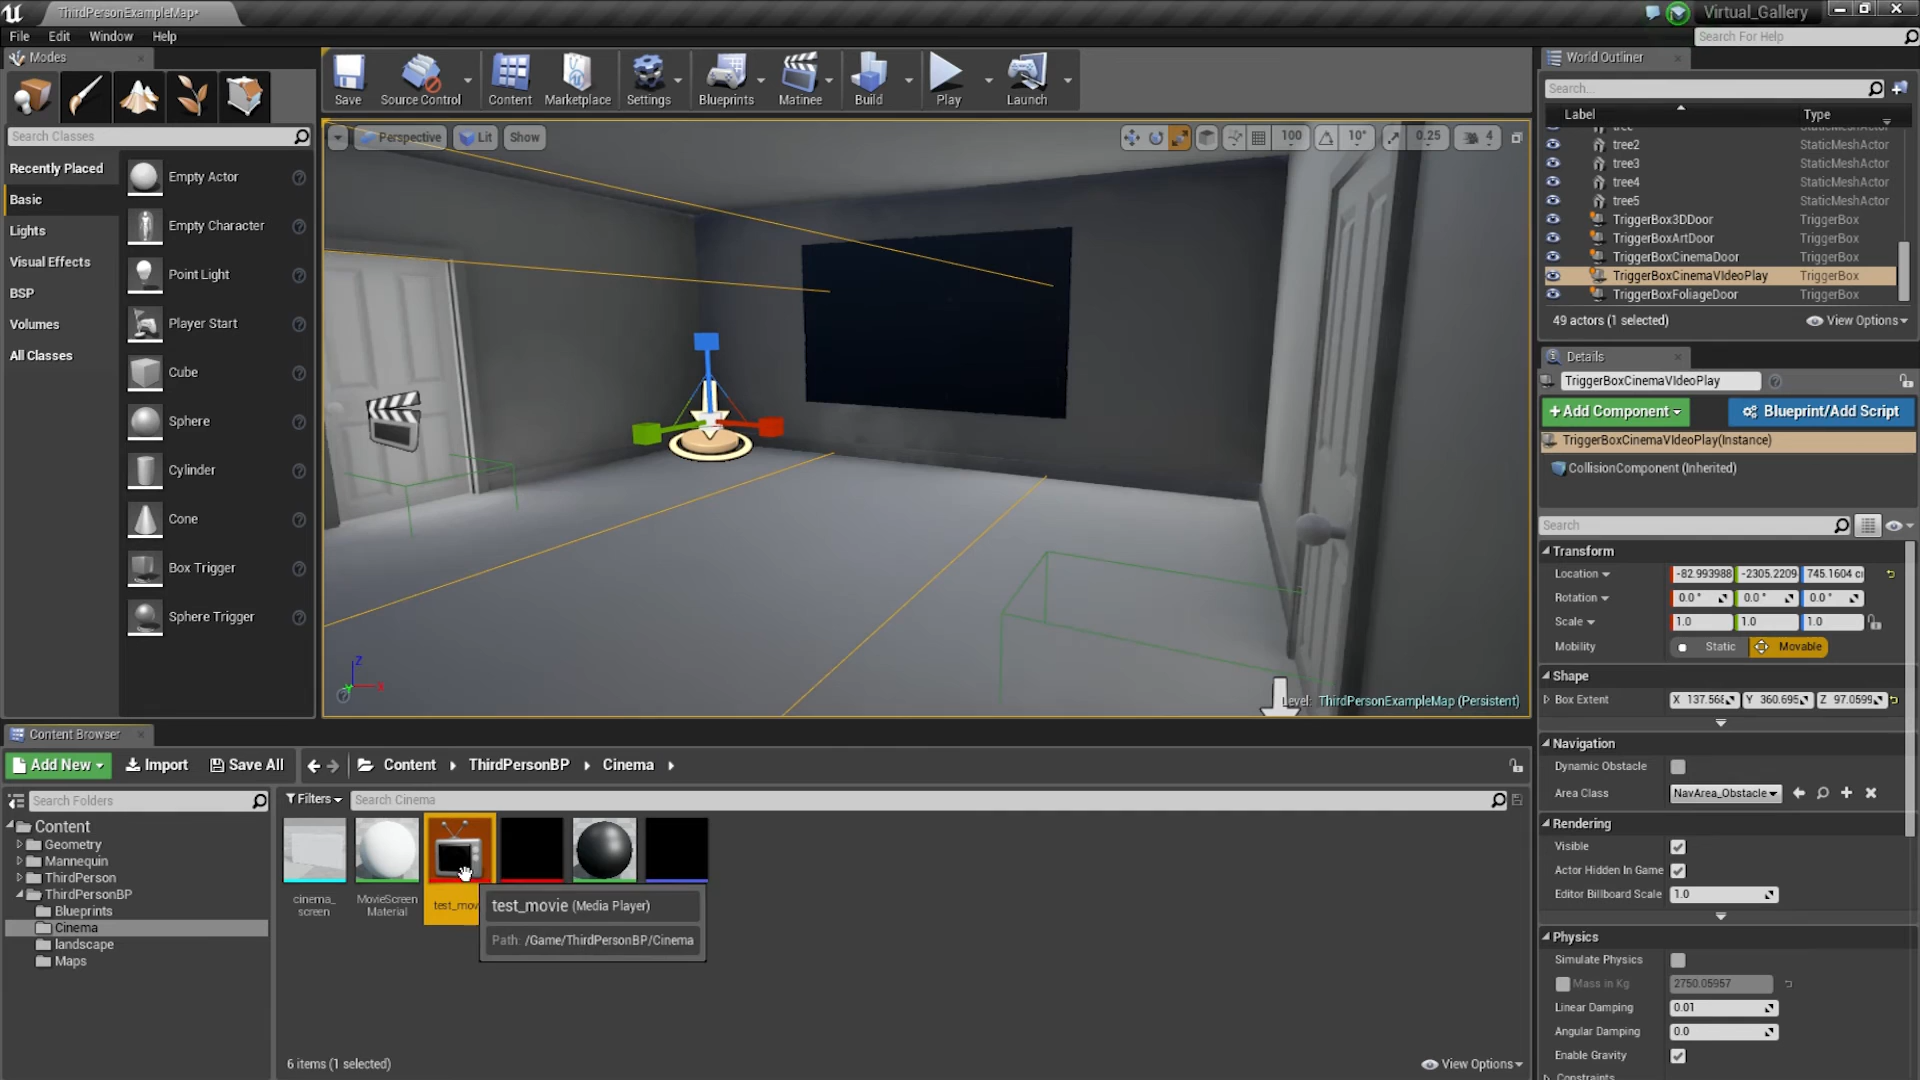 ThirdPersonExampleMap*
Virtual_Gallery
File Edit Window Help
Search For Help
Modes
Search Classes
Recently Placed
Basic
Lights
Visual Effects
BSP
Volumes
All Classes
Empty Actor
Empty Character
Point Light
Player Start
Cube
Sphere
Cylinder
Cone
Box Trigger
Sphere Trigger
Save
Source Control
Content
Marketplace
Settings
Blueprints
Matinee
Build
Play
Launch
Perspective
Lit
Show
100
10°
0.25
4
Z
X
Level: ThirdPersonExampleMap (Persistent)
World Outliner
Search...
Label Type
tree StaticMeshActor
tree2 StaticMeshActor
tree3 StaticMeshActor
tree4 StaticMeshActor
tree5 StaticMeshActor
TriggerBox3DDoor TriggerBox
TriggerBoxArtDoor TriggerBox
TriggerBoxCinemaDoor TriggerBox
TriggerBoxCinemaVIdeoPlay TriggerBox
TriggerBoxFoliageDoor TriggerBox
49 actors (1 selected)
View Options
Details
TriggerBoxCinemaVIdeoPlay
+Add Component
Blueprint/Add Script
TriggerBoxCinemaVIdeoPlay(Instance)
CollisionComponent (Inherited)
Search
Transform
Location -82.993988 -2305.2209 745.1604 c
Rotation 0.0 ° 0.0 ° 0.0 °
Scale 1.0 1.0 1.0
Mobility Static Movable
Shape
Box Extent X 137.568 Y 360.695 Z 97.0599
Navigation
Dynamic Obstacle
Area Class NavArea_Obstacle
Rendering
Visible
Actor Hidden In Game
Editor Billboard Scale 1.0
Physics
Simulate Physics
Mass in Kg 2750.05957
Linear Damping 0.01
Angular Damping 0.0
Enable Gravity
Constraints
Content Browser
Add New
Import
Save All
Content ThirdPersonBP Cinema
Search Folders
Filters
Search Cinema
Content
Geometry
Mannequin
ThirdPerson
ThirdPersonBP
Blueprints
Cinema
landscape
Maps
cinema_
screen
MovieScreen
Material
test_mov
test_movie (Media Player)
Path: /Game/ThirdPersonBP/Cinema
6 items (1 selected)
View Options